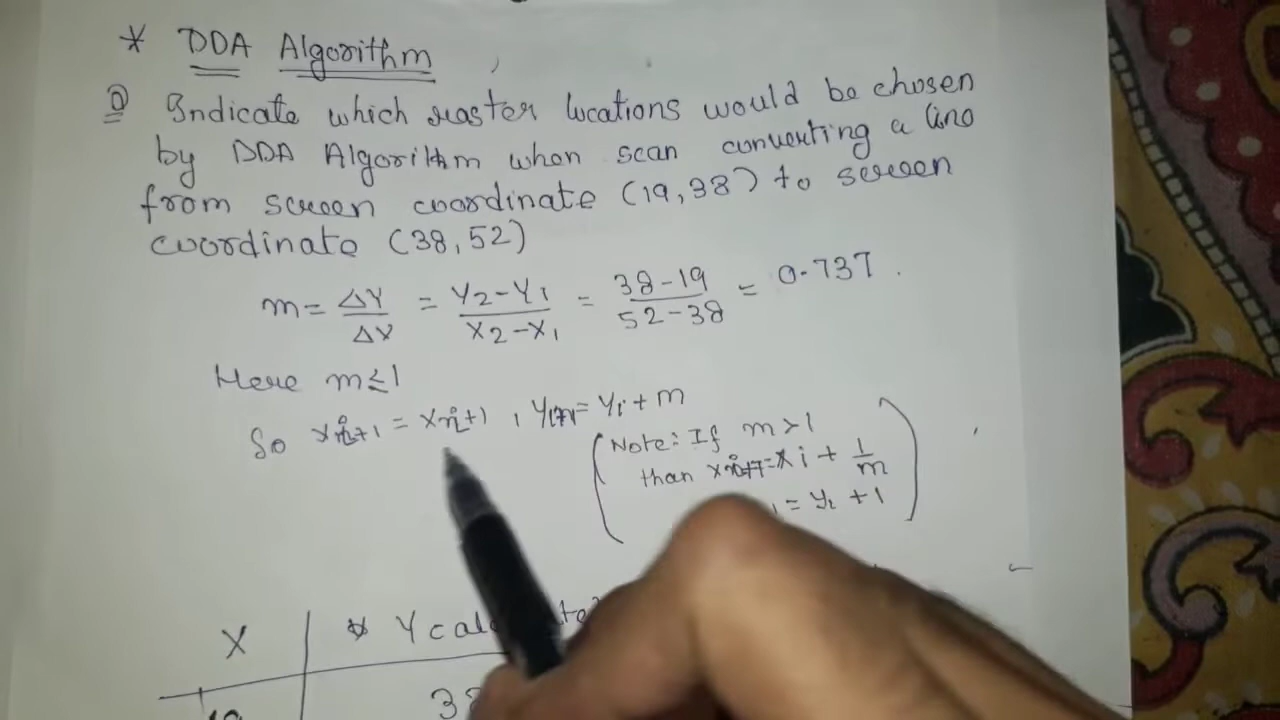 * DDA Algorithm
Q Indicate which raster locations would be chosen
by DDA Algorithm when scan converting a line
from screen coordinate (19,38) to screen
coordinate (38,52)
m = ΔY/ΔX = Y2-Y1/X2-X1 = 38-19/52-38 = 0.737.
Here m≤1
So xi+1 = xi+1 , Yi+1 = Yi + m
(Note: If m>1
than xi+1 = xi + 1/m
= Yi +1)
X | Y
38